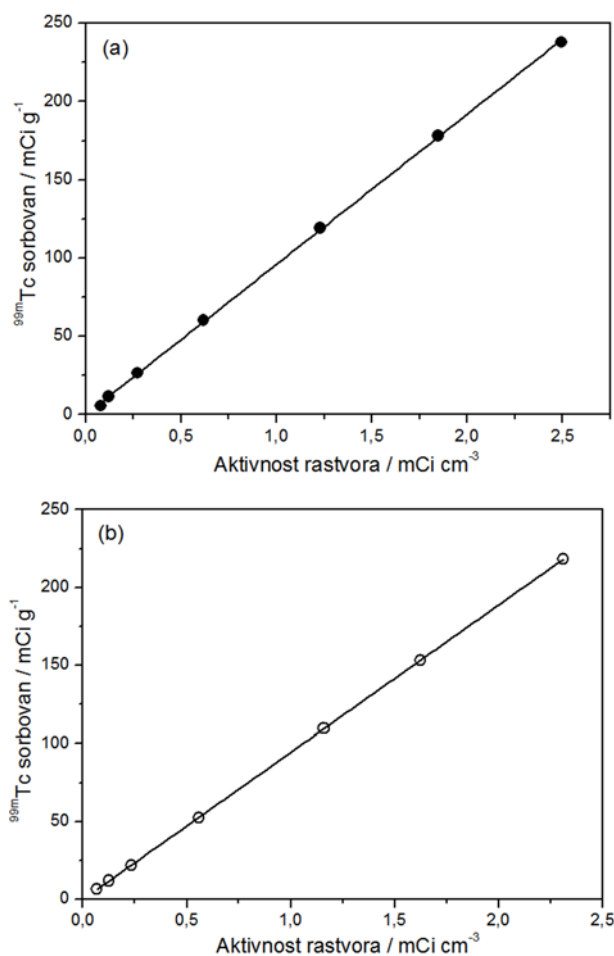 (a)
250
200
150
100
50
0
⁹⁹ᵐTc sorbovan / mCi g⁻¹
0,0 0,5 1,0 1,5 2,0 2,5
Aktivnost rastvora / mCi cm⁻³
(b)
250
200
150
100
50
0
⁹⁹ᵐTc sorbovan / mCi g⁻¹
0,0 0,5 1,0 1,5 2,0 2,5
Aktivnost rastvora / mCi cm⁻³